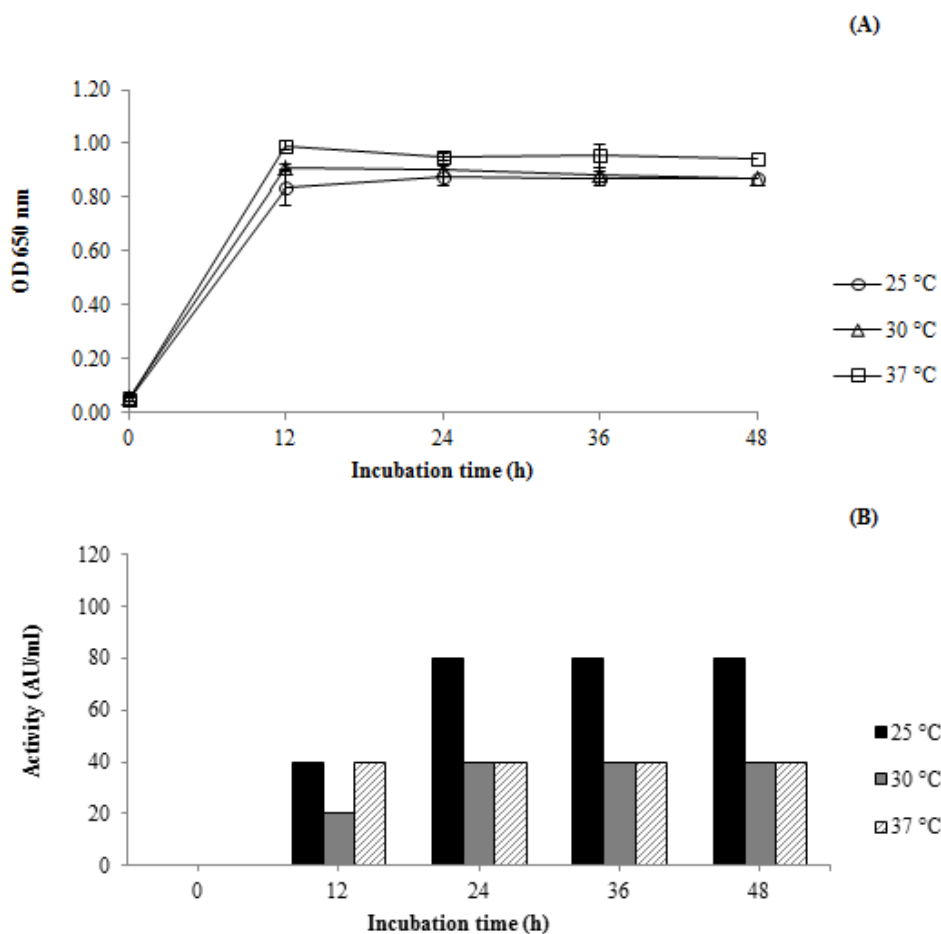 (A)
1.20
1.00
0.80
0.60
0.40
0.20
0.00
OD 650 nm
0 12 24 36 48
Incubation time (h)
25 °C
30 °C
37 °C
(B)
120
100
80
60
40
20
0
Activity (AU/ml)
0 12 24 36 48
Incubation time (h)
25 °C
30 °C
37 °C